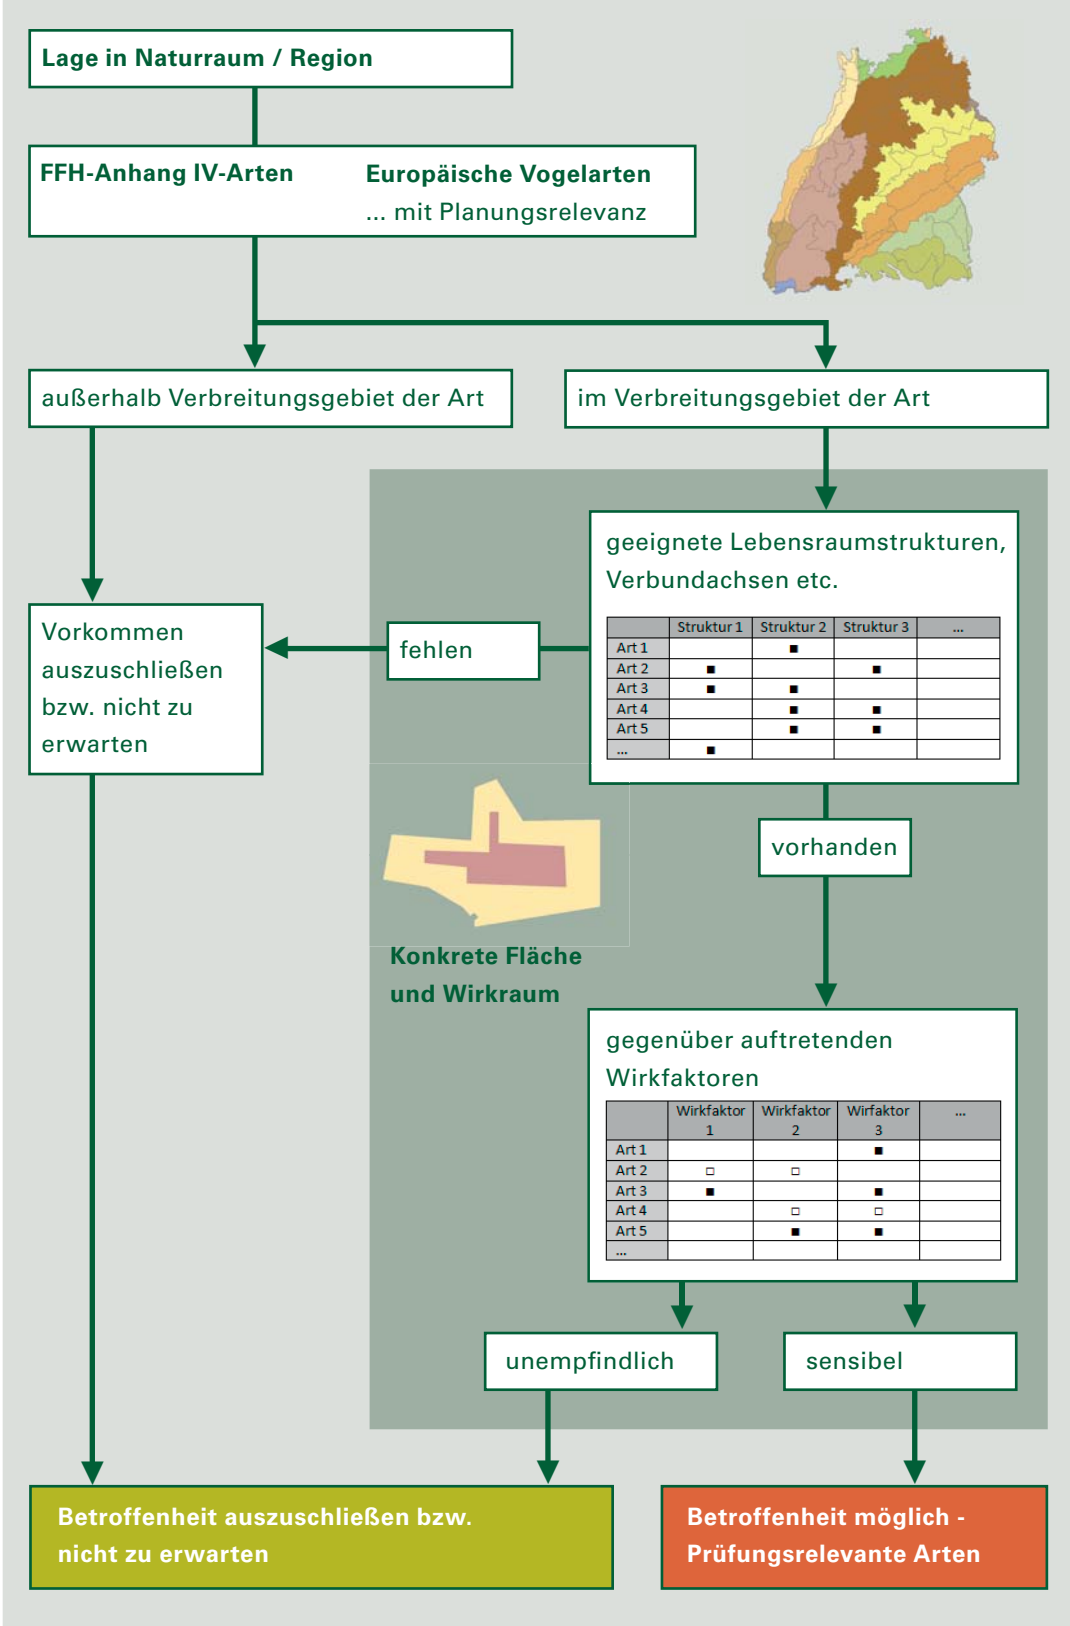 Lage in Naturraum / Region
FFH-Anhang IV-Arten
Europäische Vogelarten
... mit Planungsrelevanz
außerhalb Verbreitungsgebiet der Art
im Verbreitungsgebiet der Art
geeignete Lebensraumstrukturen,
Verbundachsen etc.
Struktur 1 Struktur 2 Struktur 3 ...
Art 1 ■
Art 2 ■ ■
Art 3 ■ ■
Art 4 ■ ■
Art 5 ■ ■
... ■
fehlen
Vorkommen
auszuschließen
bzw. nicht zu
erwarten
vorhanden
Konkrete Fläche
und Wirkraum
gegenüber auftretenden
Wirkfaktoren
Wirkfaktor Wirkfaktor Wirfaktor ...
1 2 3
Art 1 ■
Art 2 □ □
Art 3 ■ ■
Art 4 □ □
Art 5 ■ ■
...
unempfindlich
sensibel
Betroffenheit auszuschließen bzw.
nicht zu erwarten
Betroffenheit möglich -
Prüfungsrelevante Arten